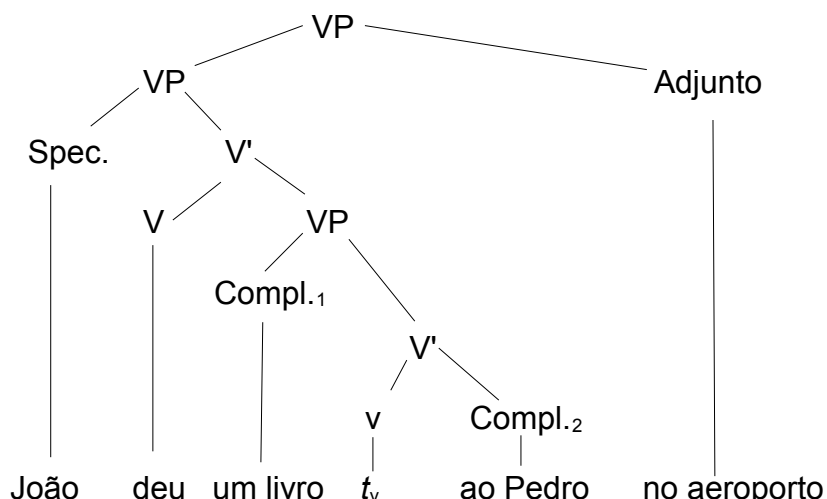 VP
VP Adjunto
Spec. V'
V VP
Compl.₁
V'
v Compl.₂
João deu um livro tᵥ ao Pedro no aeroporto